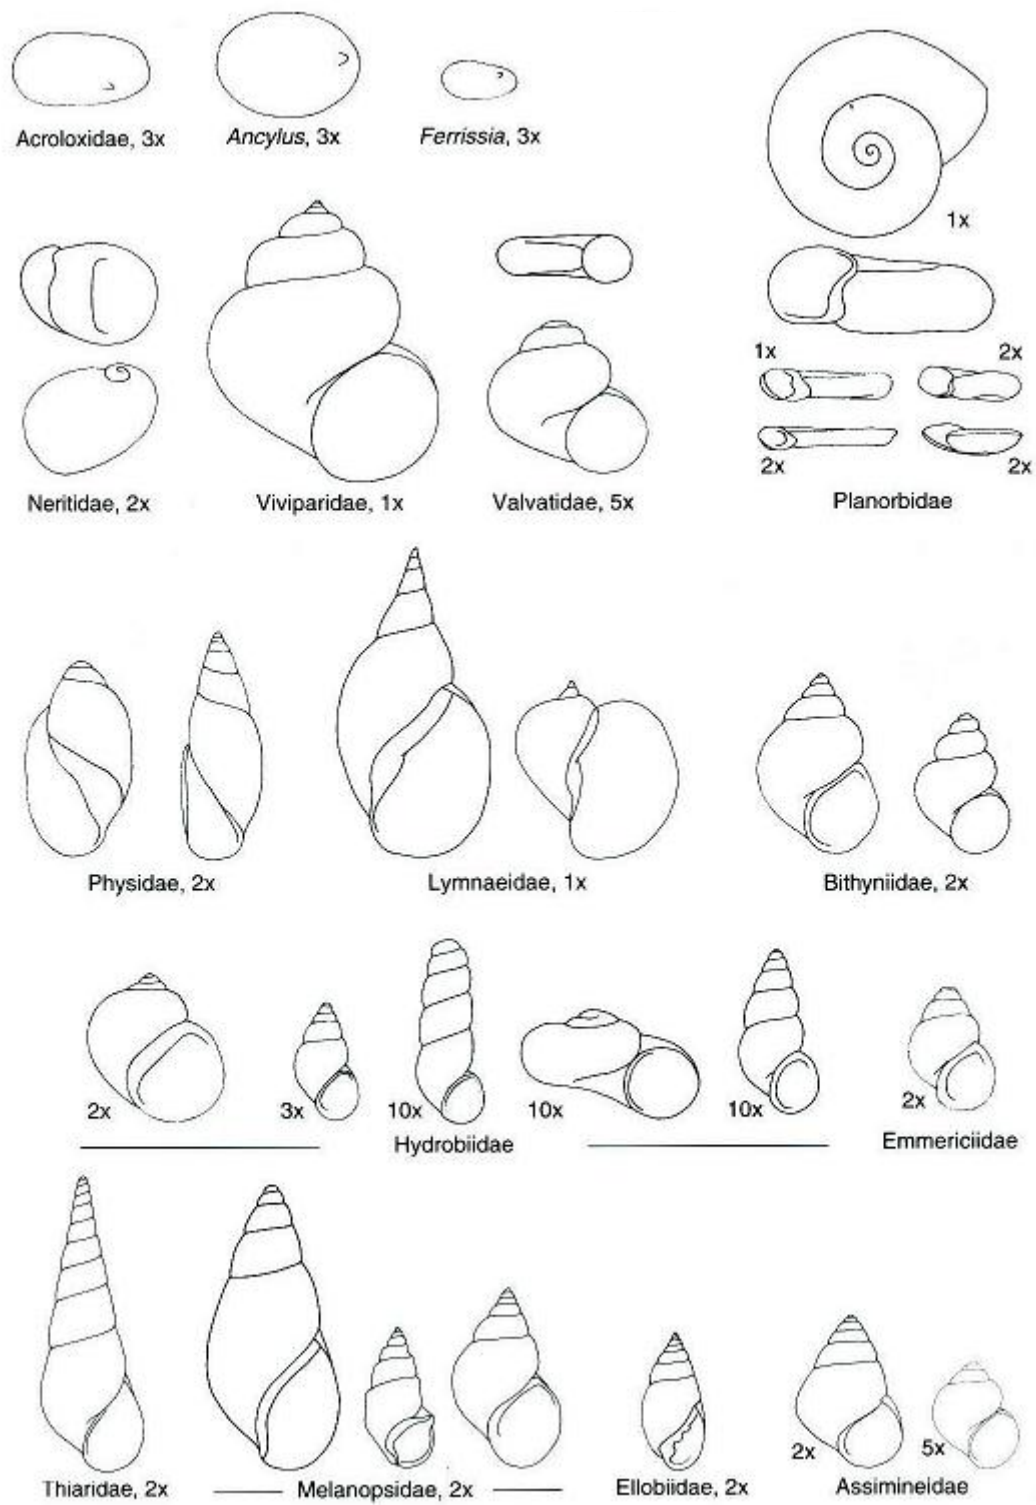 Acroloxidae, 3x
Ancylus, 3x
Ferrissia, 3x
1x
1x
2x
2x
2x
Neritidae, 2x
Viviparidae, 1x
Valvatidae, 5x
Planorbidae
Physidae, 2x
Lymnaeidae, 1x
Bithyniidae, 2x
2x
3x
10x
10x
10x
2x
Hydrobiidae
Emmericiidae
2x
5x
Thiaridae, 2x
Melanopsidae, 2x
Ellobiidae, 2x
Assimineidae